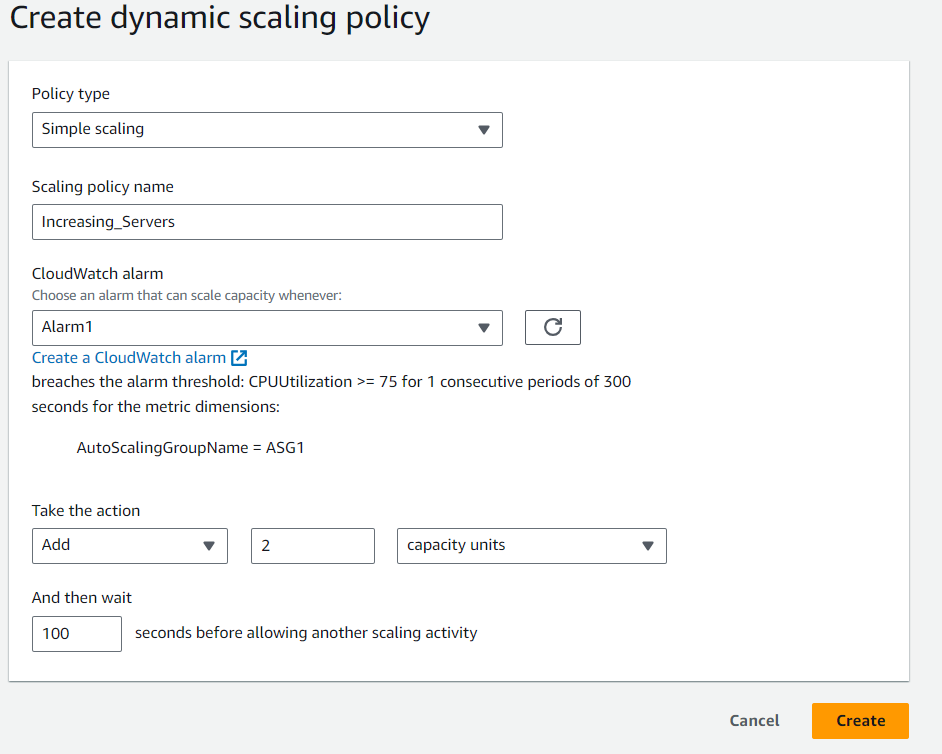 Create dynamic scaling policy
Policy type
Simple scaling
Scaling policy name
Increasing_Servers
CloudWatch alarm
Choose an alarm that can scale capacity whenever:
Alarm1
Create a CloudWatch alarm
breaches the alarm threshold: CPUUtilization >= 75 for 1 consecutive periods of 300
seconds for the metric dimensions:
AutoScalingGroupName = ASG1
Take the action
Add 2 capacity units
And then wait
100 seconds before allowing another scaling activity
Cancel Create